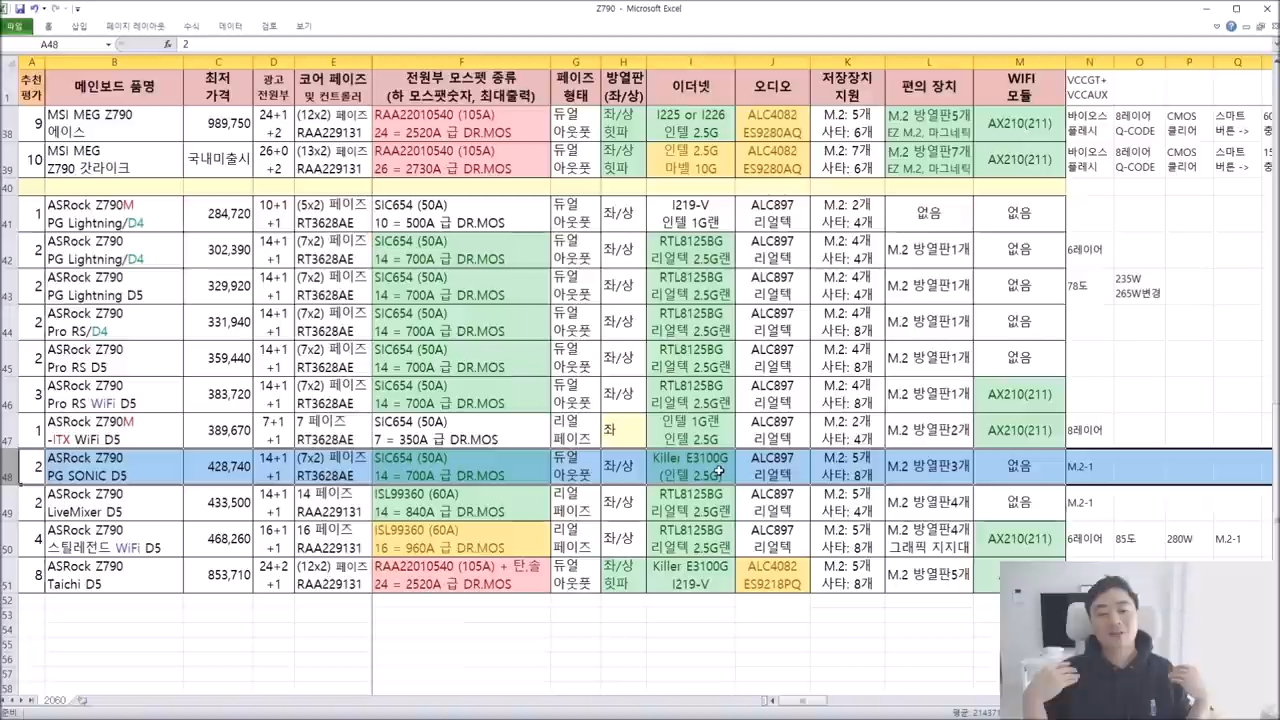 Z790 - Microsoft Excel
파일 홈 삽입 페이지 레이아웃 수식 데이터 검토 보기
A48 fx 2
A B C D E F G H I J K L M N O P Q
1 추천 평가 메인보드 품명 최저 가격 광고 전원부 코어 페이즈 및 컨트롤러 전원부 모스펫 종류 (하 모스펫숫자, 최대출력) 페이즈 형태 방열판 (좌/상) 이더넷 오디오 저장장치 지원 편의 장치 WIFI 모듈 VCCGT+ VCCAUX
38 9 MSI MEG Z790 에이스 989,750 24+1 +2 (12x2) 페이즈 RAA229131 RAA22010540 (105A) 24 = 2520A 급 DR.MOS 듀얼 아웃풋 좌/상 힛파 I225 or I226 인텔 2.5G ALC4082 ES9280AQ M.2: 5개 사타: 6개 M.2 방열판5개 EZ M.2, 마그네틱 AX210(211) 바이오스 플래시 8레이어 Q-CODE CMOS 클리어 스마트 버튼 ->
39 10 MSI MEG Z790 갓라이크 국내미출시 26+0 +2 (13x2) 페이즈 RAA229131 RAA22010540 (105A) 26 = 2730A 급 DR.MOS 듀얼 아웃풋 좌/상 힛파 인텔 2.5G 마벨 10G ALC4082 ES9280AQ M.2: 7개 사타: 6개 M.2 방열판7개 EZ M.2, 마그네틱 AX210(211) 바이오스 플래시 8레이어 Q-CODE CMOS 클리어 스마트 버튼 ->
40
41 1 ASRock Z790M PG Lightning/D4 284,720 10+1 +1 (5x2) 페이즈 RT3628AE SIC654 (50A) 10 = 500A 급 DR.MOS 듀얼 아웃풋 좌/상 I219-V 인텔 1G랜 ALC897 리얼텍 M.2: 2개 사타: 4개 없음 없음
42 2 ASRock Z790 PG Lightning/D4 302,390 14+1 +1 (7x2) 페이즈 RT3628AE SIC654 (50A) 14 = 700A 급 DR.MOS 듀얼 아웃풋 좌/상 RTL8125BG 리얼텍 2.5G랜 ALC897 리얼텍 M.2: 4개 사타: 4개 M.2 방열판1개 없음 6레이어
43 2 ASRock Z790 PG Lightning D5 329,920 14+1 +1 (7x2) 페이즈 RT3628AE SIC654 (50A) 14 = 700A 급 DR.MOS 듀얼 아웃풋 좌/상 RTL8125BG 리얼텍 2.5G랜 ALC897 리얼텍 M.2: 4개 사타: 4개 M.2 방열판1개 없음 78도 235W 265W변경
44 2 ASRock Z790 Pro RS/D4 331,940 14+1 +1 (7x2) 페이즈 RT3628AE SIC654 (50A) 14 = 700A 급 DR.MOS 듀얼 아웃풋 좌/상 RTL8125BG 리얼텍 2.5G랜 ALC897 리얼텍 M.2: 4개 사타: 8개 M.2 방열판1개 없음
45 2 ASRock Z790 Pro RS D5 359,440 14+1 +1 (7x2) 페이즈 RT3628AE SIC654 (50A) 14 = 700A 급 DR.MOS 듀얼 아웃풋 좌/상 RTL8125BG 리얼텍 2.5G랜 ALC897 리얼텍 M.2: 4개 사타: 8개 M.2 방열판1개 없음
46 3 ASRock Z790 Pro RS WiFi D5 383,720 14+1 +1 (7x2) 페이즈 RT3628AE SIC654 (50A) 14 = 700A 급 DR.MOS 듀얼 아웃풋 좌/상 RTL8125BG 리얼텍 2.5G랜 ALC897 리얼텍 M.2: 4개 사타: 8개 M.2 방열판1개 AX210(211)
47 1 ASRock Z790M -ITX WiFi D5 389,670 7+1 +1 7 페이즈 RT3628AE SIC654 (50A) 7 = 350A 급 DR.MOS 리얼 페이즈 좌 인텔 1G랜 인텔 2.5G ALC897 리얼텍 M.2: 3개 사타: 4개 M.2 방열판2개 AX210(211) 8레이어
48 2 ASRock Z790 PG SONIC D5 428,740 14+1 +1 (7x2) 페이즈 RT3628AE SIC654 (50A) 14 = 700A 급 DR.MOS 듀얼 아웃풋 좌/상 Killer E3100G (인텔 2.5G) ALC897 리얼텍 M.2: 5개 사타: 8개 M.2 방열판3개 없음 M.2-1
49 2 ASRock Z790 LiveMixer D5 433,500 14+1 +1 14 페이즈 RAA229131 ISL99360 (60A) 14 = 840A 급 DR.MOS 리얼 페이즈 좌/상 RTL8125BG 리얼텍 2.5G랜 ALC897 리얼텍 M.2: 5개 사타: 8개 M.2 방열판4개 없음 M.2-1
50 4 ASRock Z790 스틸레전드 WiFi D5 468,260 16+1 +1 16 페이즈 RAA229131 ISL99360 (60A) 16 = 960A 급 DR.MOS 리얼 페이즈 좌/상 RTL8125BG 리얼텍 2.5G랜 ALC897 리얼텍 M.2: 5개 사타: 8개 M.2 방열판4개 그래픽 지지대 AX210(211) 6레이어 85도 280W M.2-1
51 8 ASRock Z790 Taichi D5 853,710 24+2 +1 (12x2) 페이즈 RAA229131 RAA22010540 (105A) + 탄,솔 24 = 2520A 급 DR.MOS 듀얼 아웃풋 좌/상 힛파 Killer E3100G I219-V ALC4082 ES9218PQ M.2: 5개 사타: 8개 M.2 방열판5개
52
53
54
55
56
57
58
2060
준비